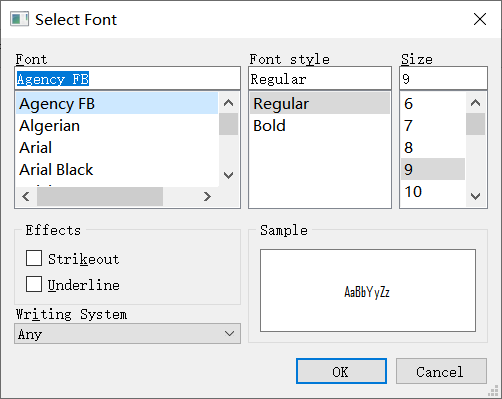 Select Font
Font
Font style
Size
Agency FB
Regular
9
Agency FB
Algerian
Arial
Arial Black
Regular
Bold
6
7
8
9
10
Effects
Strikeout
Underline
Sample
AaBbYyZz
Writing System
Any
OK
Cancel